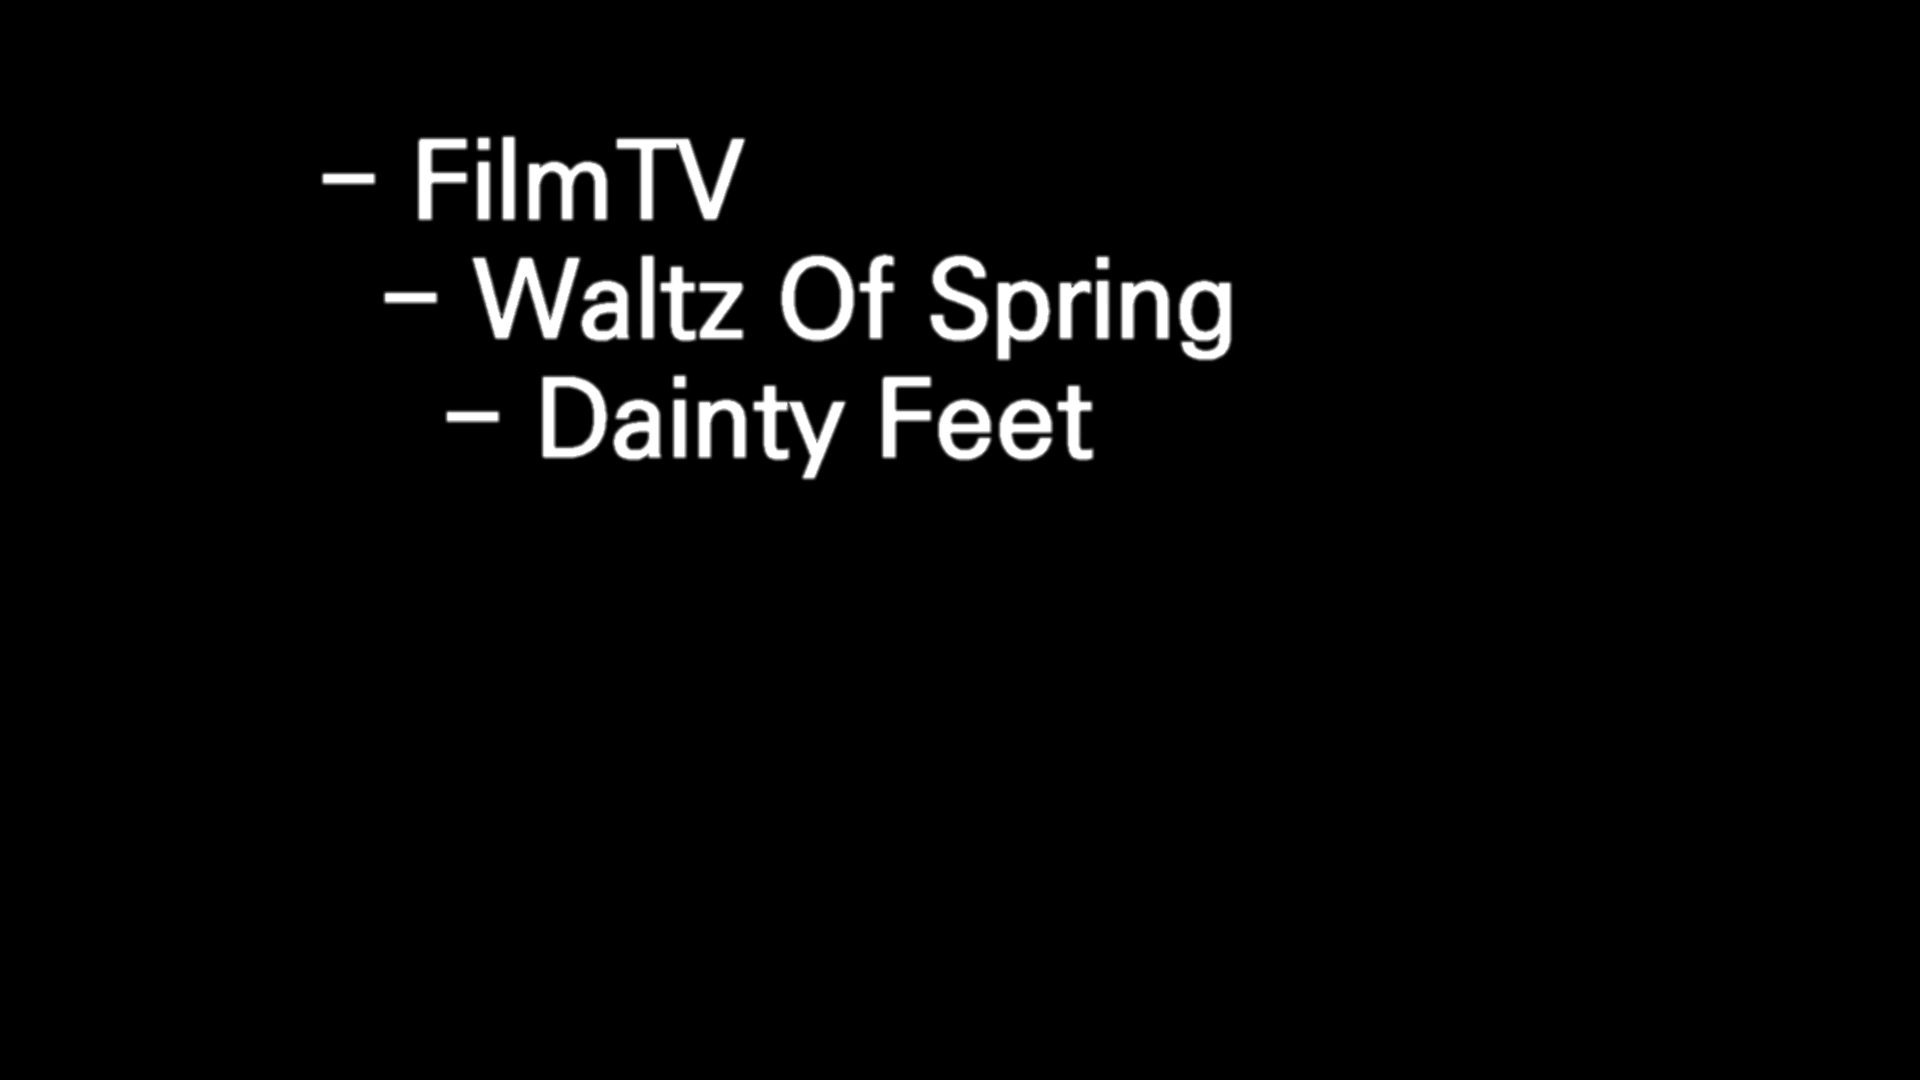 – FilmTV
– Waltz Of Spring
– Dainty Feet